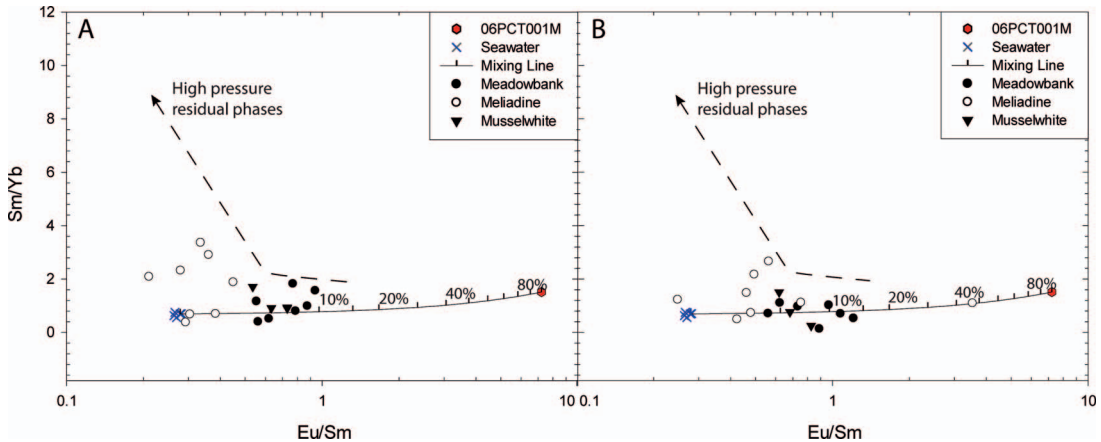 A
06PCT001M
Seawater
Mixing Line
Meadowbank
Meliadine
Musselwhite
High pressure
residual phases
10%
20%
40%
80%
12
10
8
6
4
2
0
Sm/Yb
0.1
1
10
Eu/Sm
B
06PCT001M
Seawater
Mixing Line
Meadowbank
Meliadine
Musselwhite
High pressure
residual phases
10%
20%
40%
80%
0.1
1
10
Eu/Sm